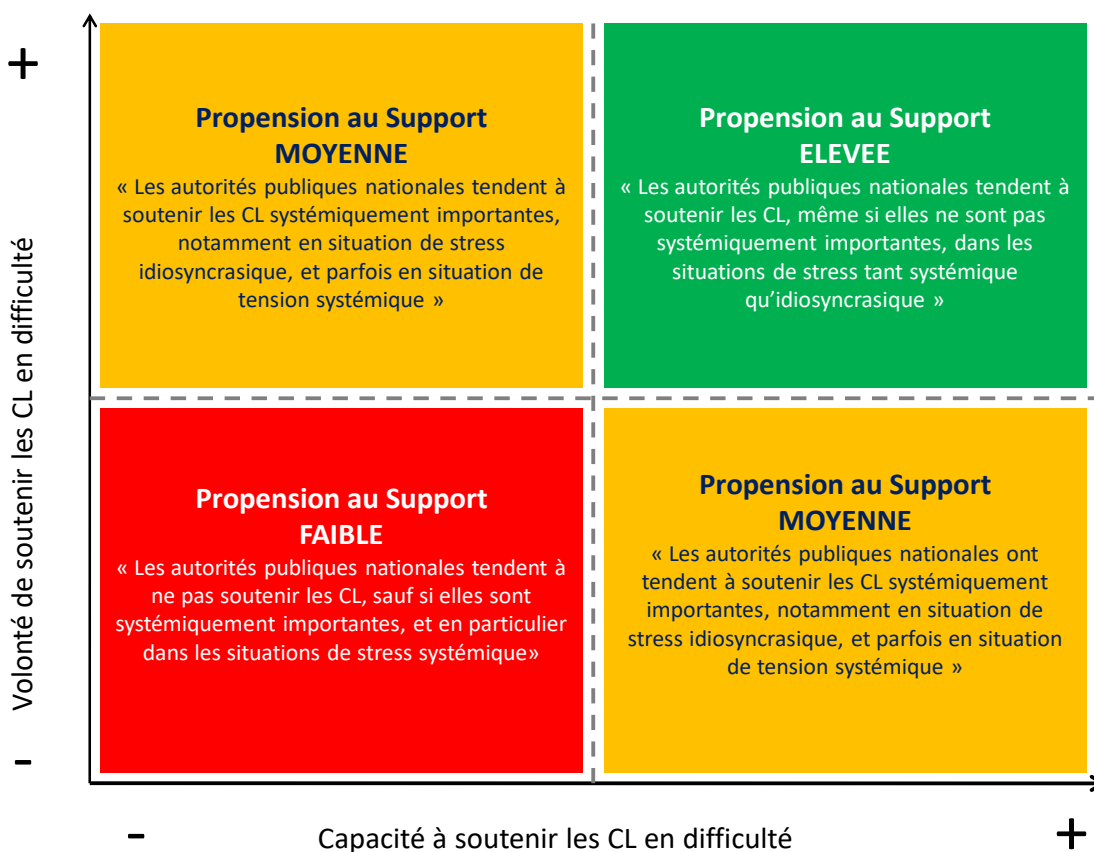 +
Volonté de soutenir les CL en difficulté
-
Propension au Support
MOYENNE
« Les autorités publiques nationales tendent à
soutenir les CL systémiquement importantes,
notamment en situation de stress
idiosyncrasique, et parfois en situation de
tension systémique »
Propension au Support
ELEVEE
« Les autorités publiques nationales tendent à
soutenir les CL, même si elles ne sont pas
systémiquement importantes, dans les
situations de stress tant systémique
qu’idiosyncrasique »
Propension au Support
FAIBLE
« Les autorités publiques nationales tendent à
ne pas soutenir les CL, sauf si elles sont
systémiquement importantes, et en particulier
dans les situations de stress systémique»
Propension au Support
MOYENNE
« Les autorités publiques nationales ont
tendent à soutenir les CL systémiquement
importantes, notamment en situation de
stress idiosyncrasique, et parfois en situation
de tension systémique »
-
Capacité à soutenir les CL en difficulté
+